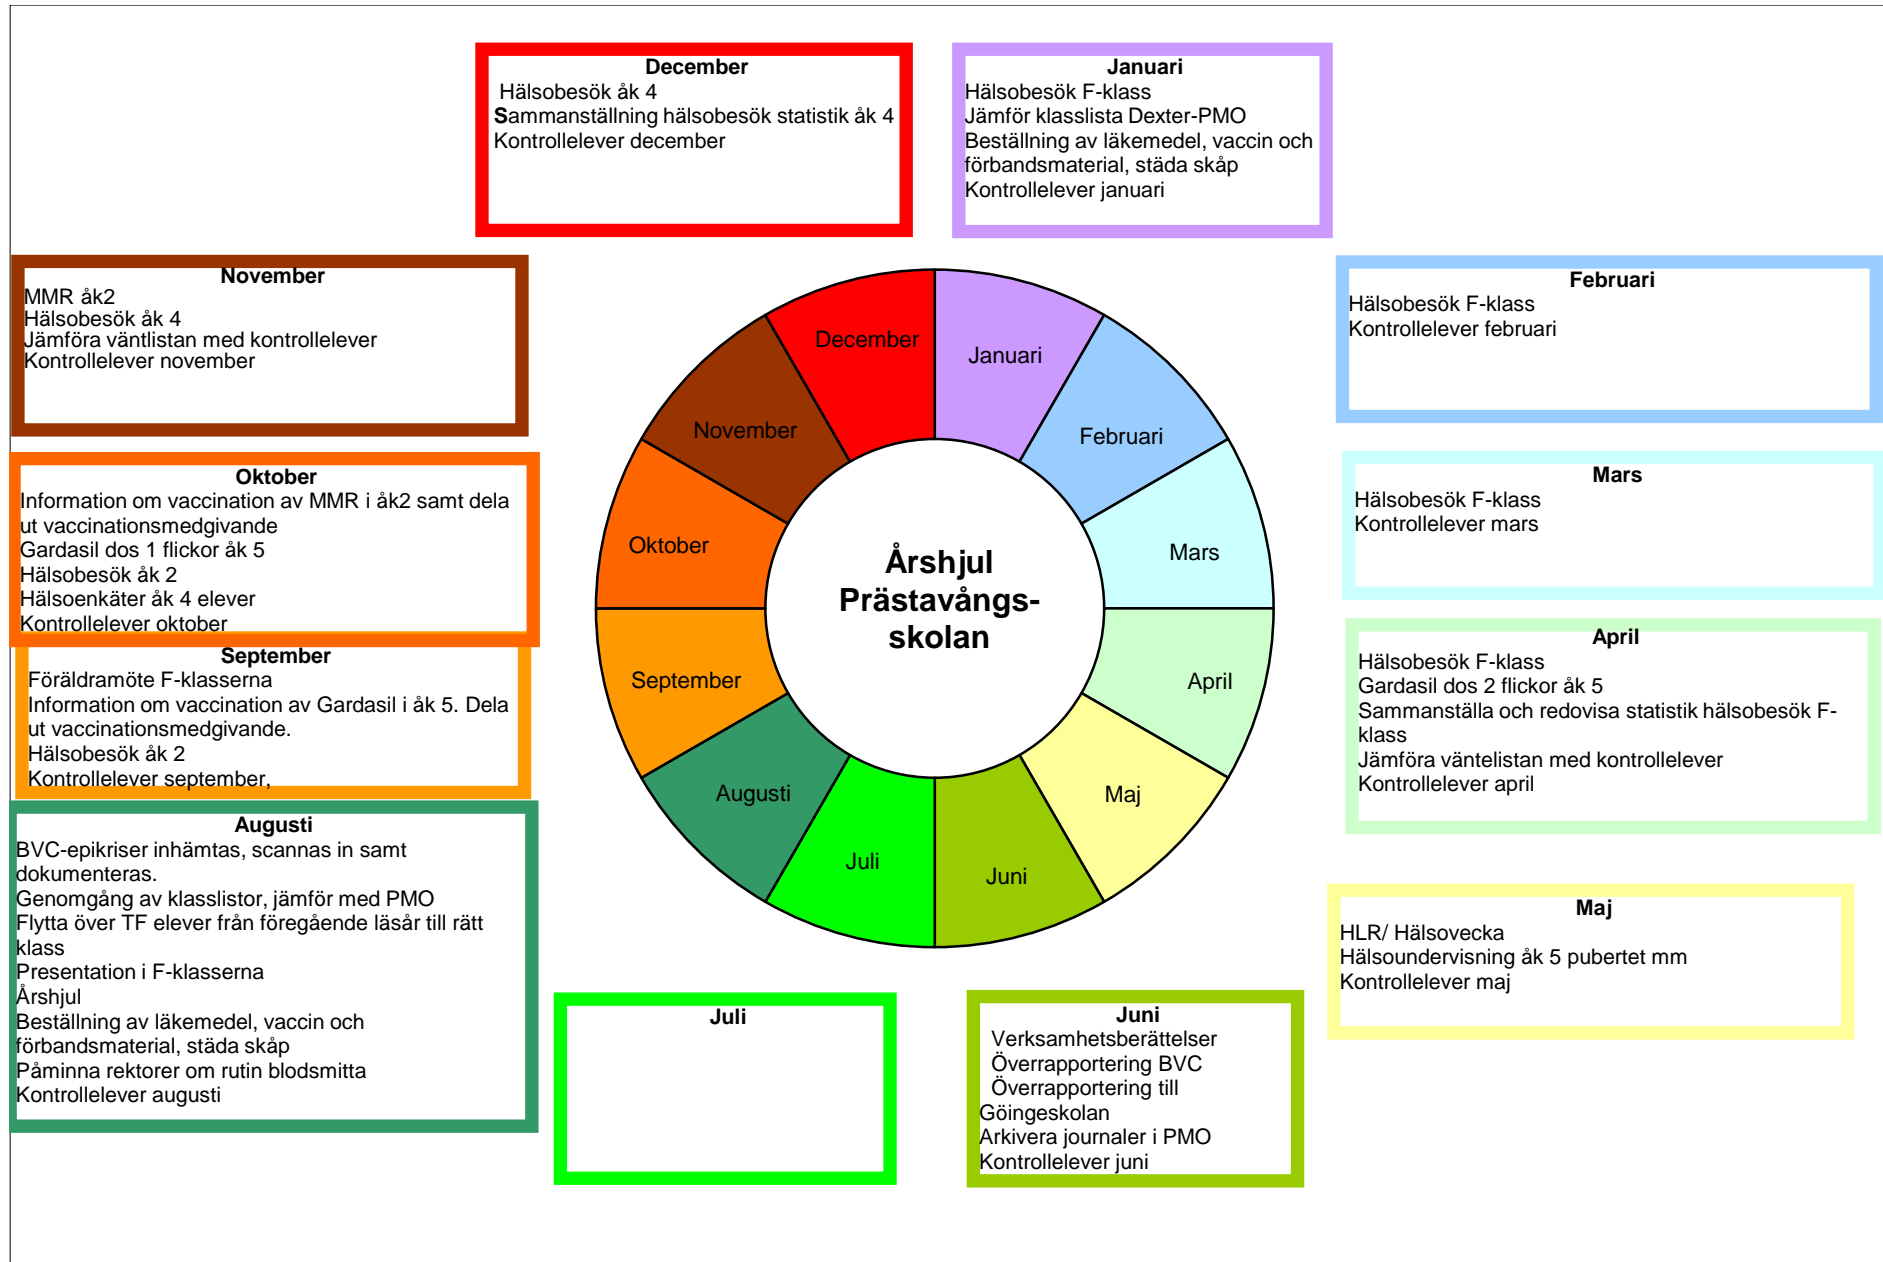 December
Hälsobesök åk 4
Sammanställning hälsobesök statistik åk 4
Kontrollelever december
Januari
Hälsobesök F-klass
Jämför klasslista Dexter-PMO
Beställning av läkemedel, vaccin och
förbandsmaterial, städa skåp
Kontrollelever januari
November
MMR åk2
Hälsobesök åk 4
Jämföra väntlistan med kontrollelever
Kontrollelever november
Februari
Hälsobesök F-klass
Kontrollelever februari
Oktober
Information om vaccination av MMR i åk2 samt dela
ut vaccinationsmedgivande
Gardasil dos 1 flickor åk 5
Hälsobesök åk 2
Hälsoenkäter åk 4 elever
Kontrollelever oktober
Mars
Hälsobesök F-klass
Kontrollelever mars
September
Föräldramöte F-klasserna
Information om vaccination av Gardasil i åk 5. Dela
ut vaccinationsmedgivande.
Hälsobesök åk 2
Kontrollelever september,
April
Hälsobesök F-klass
Gardasil dos 2 flickor åk 5
Sammanställa och redovisa statistik hälsobesök F-
klass
Jämföra väntelistan med kontrollelever
Kontrollelever april
Augusti
BVC-epikriser inhämtas, scannas in samt
dokumenteras.
Genomgång av klasslistor, jämför med PMO
Flytta över TF elever från föregående läsår till rätt
klass
Presentation i F-klasserna
Årshjul
Beställning av läkemedel, vaccin och
förbandsmaterial, städa skåp
Påminna rektorer om rutin blodsmitta
Kontrollelever augusti
Maj
HLR/ Hälsovecka
Hälsoundervisning åk 5 pubertet mm
Kontrollelever maj
Juli
Juni
Verksamhetsberättelser
Överrapportering BVC
Överrapportering till
Göingeskolan
Arkivera journaler i PMO
Kontrollelever juni
December
Januari
Februari
Mars
April
Maj
Juni
Juli
Augusti
September
Oktober
November
Årshjul
Prästavångs-
skolan